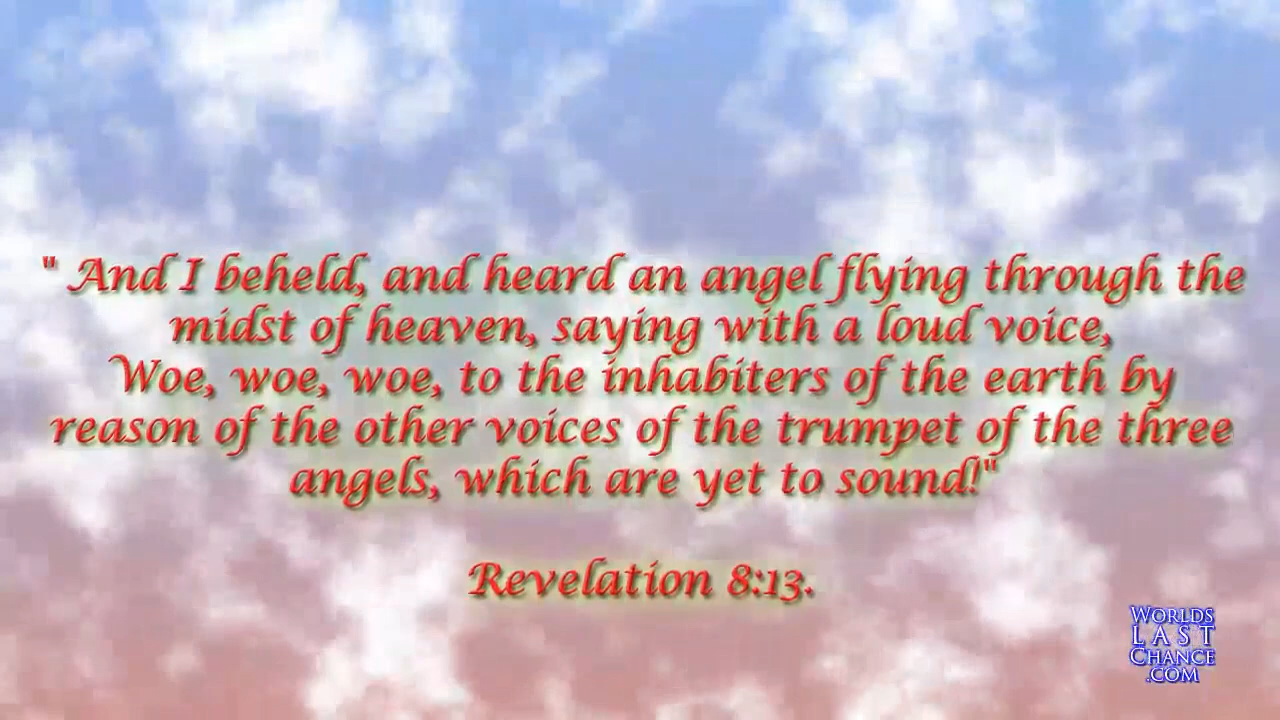 " And I beheld, and heard an angel flying through the
midst of heaven, saying with a loud voice,
Woe, woe, woe, to the inhabiters of the earth by
reason of the other voices of the trumpet of the three
angels, which are yet to sound!"
Revelation 8:13.
WORLDS
LAST
CHANCE
.COM